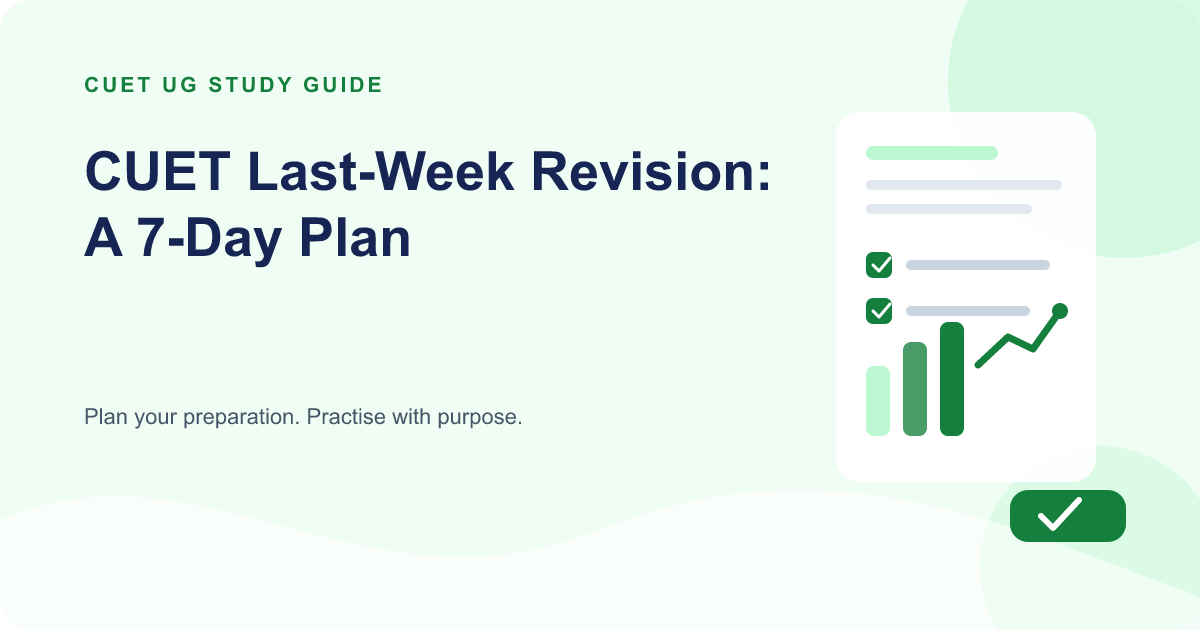 CUET UG STUDY GUIDE
CUET Last-Week Revision:
A 7-Day Plan
Plan your preparation. Practise with purpose.